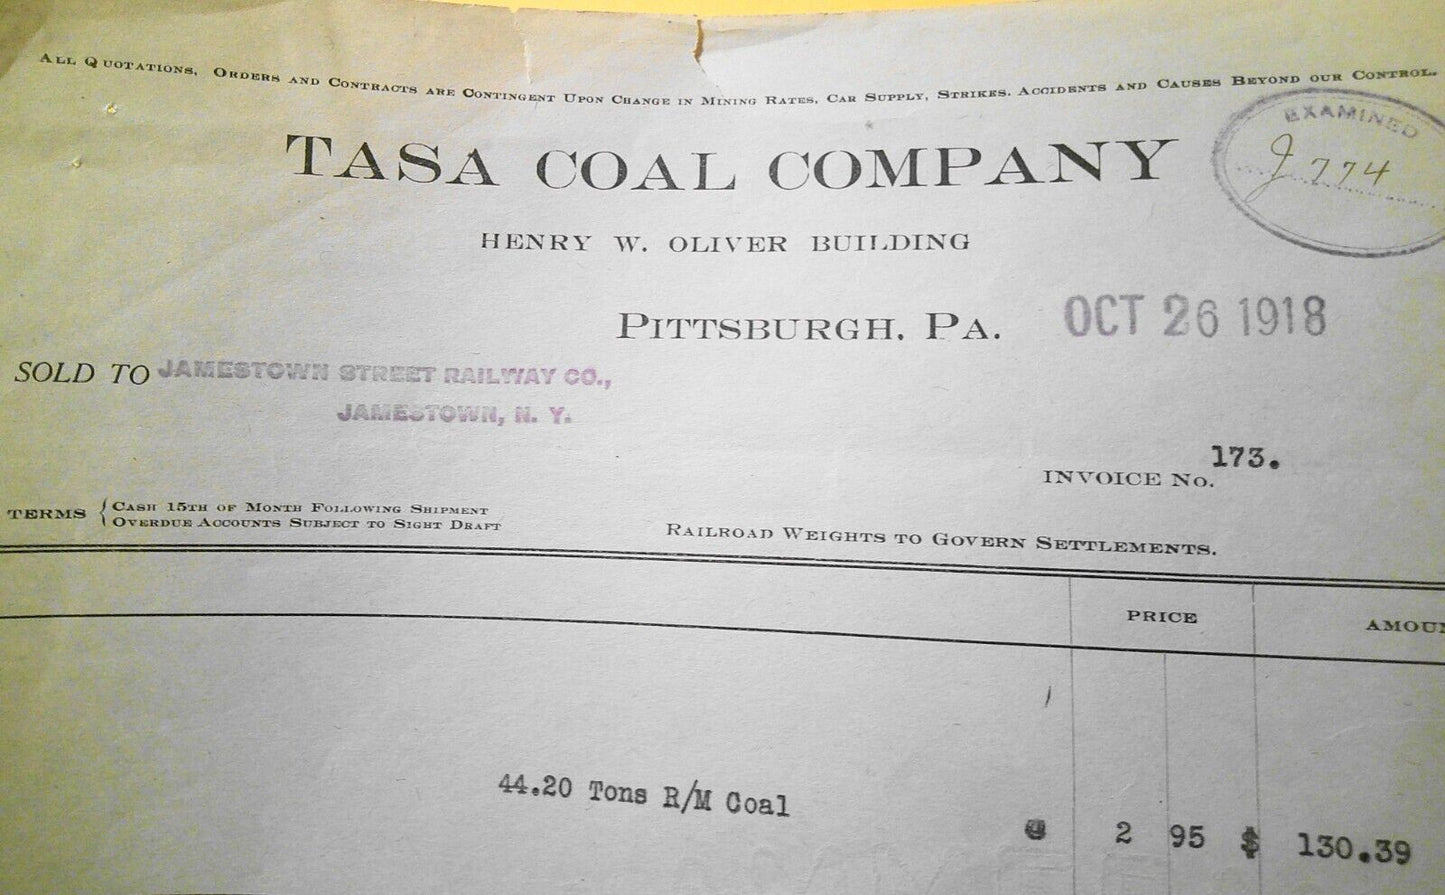 All Quotations, Orders and Contracts are Contingent Upon Change in Mining Rates, Car Supply, Strikes, Accidents and Causes Beyond our Control.
EXAMINED
J 774
TASA COAL COMPANY
HENRY W. OLIVER BUILDING
Pittsburgh, Pa. OCT 26 1918
SOLD TO JAMESTOWN STREET RAILWAY CO.,
JAMESTOWN, N. Y.
INVOICE No. 173.
TERMS { Cash 15th of Month Following Shipment
Overdue Accounts Subject to Sight Draft
Railroad Weights to Govern Settlements.
PRICE AMOUN
44.20 Tons R/M Coal
@ 2 95 $ 130.39